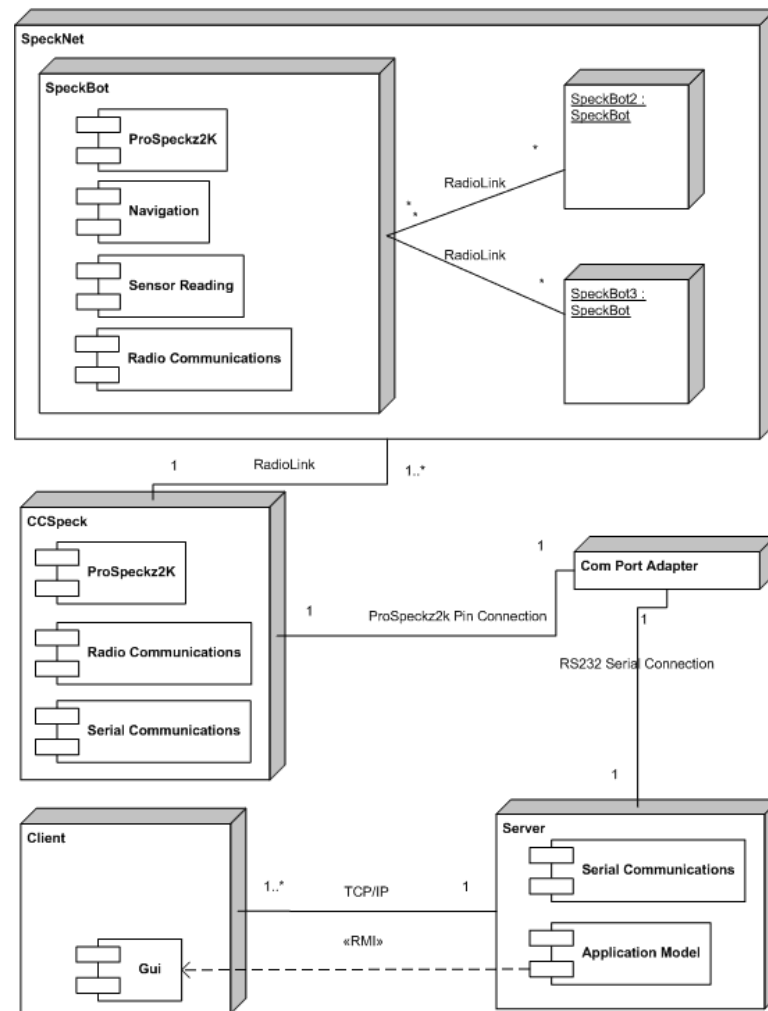 SpeckNet
SpeckBot
ProSpeckz2K
Navigation
Sensor Reading
Radio Communications
SpeckBot2 :
SpeckBot
*
RadioLink
*
*
RadioLink
*
SpeckBot3 :
SpeckBot
1
RadioLink
1..*
CCSpeck
ProSpeckz2K
Radio Communications
Serial Communications
1
ProSpeckz2k Pin Connection
1
Com Port Adapter
1
RS232 Serial Connection
1
Server
Serial Communications
Application Model
Client
Gui
1..*
TCP/IP
1
«RMI»